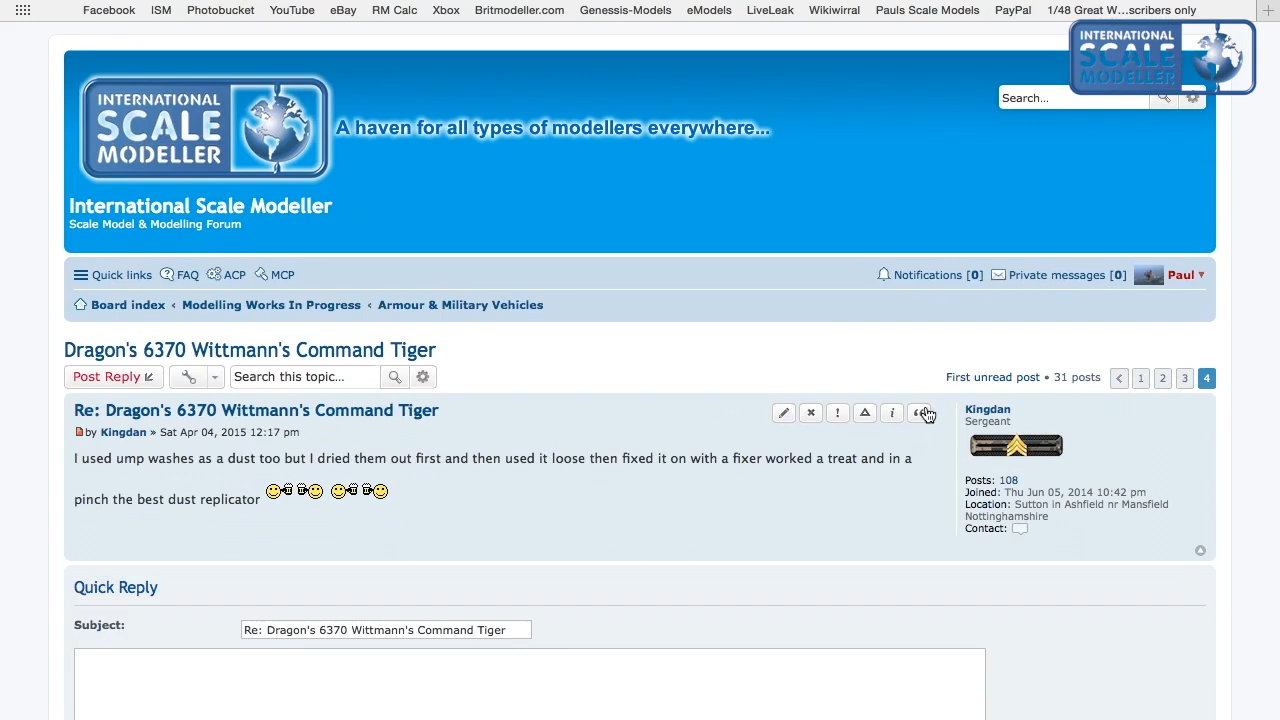 Facebook ISM Photobucket YouTube eBay RM Calc Xbox Britmodeller.com Genessis-Models eModels LiveLeak Wikiwirral Pauls Scale Models PayPal 1/48 Great W...scribers only
INTERNATIONAL
SCALE
MODELLER
Search...
INTERNATIONAL
SCALE
MODELLER
A haven for all types of modellers everywhere...
International Scale Modeller
Scale Model & Modelling Forum
Quick links FAQ ACP MCP
Notifications [0] Private messages [0] Paul
Board index ‹ Modelling Works In Progress ‹ Armour & Military Vehicles
Dragon's 6370 Wittmann's Command Tiger
Post Reply Search this topic...
First unread post • 31 posts 1 2 3 4
Re: Dragon's 6370 Wittmann's Command Tiger
by Kingdan » Sat Apr 04, 2015 12:17 pm
I used ump washes as a dust too but I dried them out first and then used it loose then fixed it on with a fixer worked a treat and in a
pinch the best dust replicator
Kingdan
Sergeant
Posts: 108
Joined: Thu Jun 05, 2014 10:42 pm
Location: Sutton in Ashfield nr Mansfield
Nottinghamshire
Contact:
Quick Reply
Subject: Re: Dragon's 6370 Wittmann's Command Tiger